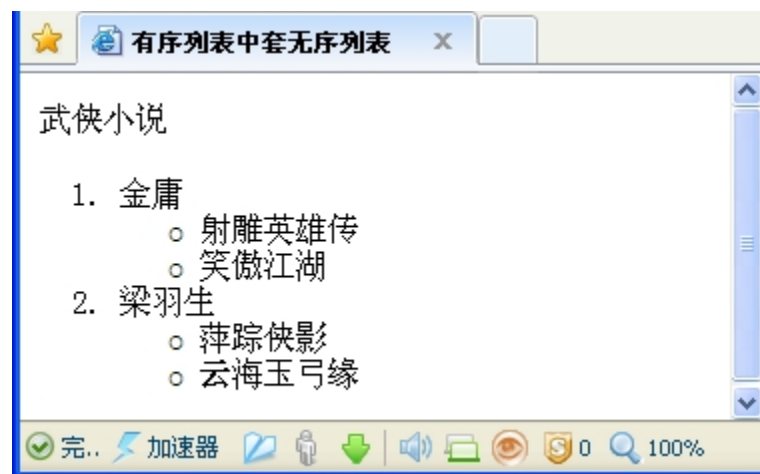 有序列表中套无序列表
武侠小说
1. 金庸
射雕英雄传
笑傲江湖
2. 梁羽生
萍踪侠影
云海玉弓缘
完.. 加速器 0 100%